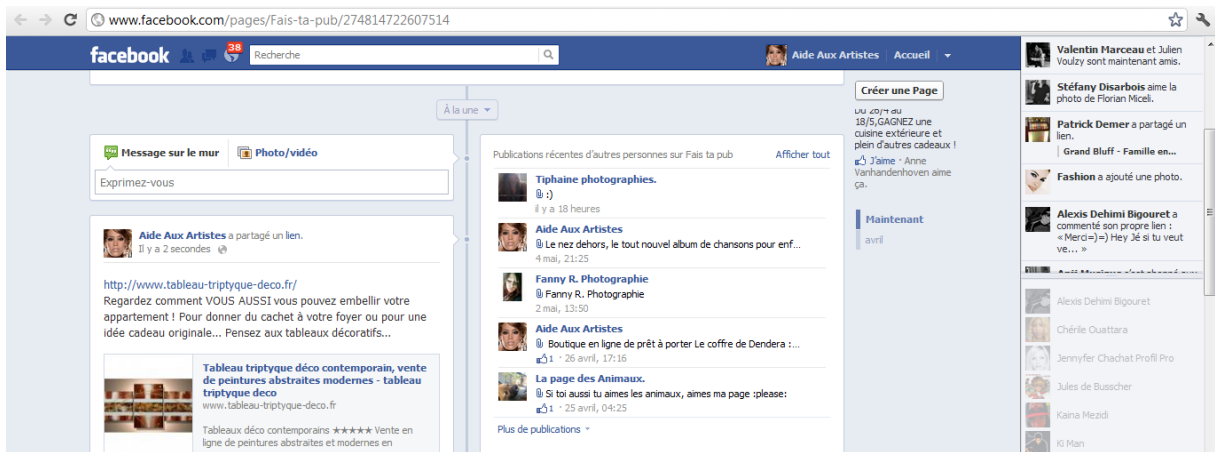 www.facebook.com/pages/Fais-ta-pub/274814722607514
facebook
38
Recherche
Aide Aux Artistes
Accueil
À la une
Message sur le mur
Photo/vidéo
Exprimez-vous
Aide Aux Artistes a partagé un lien.
Il y a 2 secondes
http://www.tableau-triptyque-deco.fr/
Regardez comment VOUS AUSSI vous pouvez embellir votre
appartement ! Pour donner du cachet à votre foyer ou pour une
idée cadeau originale... Pensez aux tableaux décoratifs...
Tableau triptyque déco contemporain, vente
de peintures abstraites modernes - tableau
triptyque deco
www.tableau-triptyque-deco.fr
Tableaux déco contemporains ★★★★★ Vente en
ligne de peintures abstraites et modernes en
Publications récentes d'autres personnes sur Fais ta pub
Afficher tout
Tiphaine photographies.
:)
il y a 18 heures
Aide Aux Artistes
Le nez dehors, le tout nouvel album de chansons pour enf...
4 mai, 21:25
Fanny R. Photographie
Fanny R. Photographie
2 mai, 13:50
Aide Aux Artistes
Boutique en ligne de prêt à porter Le coffre de Dendera :...
1 · 26 avril, 17:16
La page des Animaux.
Si toi aussi tu aimes les animaux, aimes ma page :please:
1 · 25 avril, 04:25
Plus de publications
Créer une Page
Du 26/4 au
18/5,GAGNEZ une
cuisine extérieure et
plein d'autres cadeaux !
J'aime · Anne
Vanhandenhoven aime
ça.
Maintenant
avril
Valentin Marceau et Julien
Voulzy sont maintenant amis.
Stéfany Disarbois aime la
photo de Florian Miceli.
Patrick Demer a partagé un
lien.
Grand Bluff - Famille en...
Fashion a ajouté une photo.
Alexis Dehimi Bigouret a
commenté son propre lien :
«Merci=)=) Hey Jé si tu veut
ve... »
Alexis Dehimi Bigouret
Chérile Ouattara
Jennyfer Chachat Profil Pro
Jules de Busscher
Kaina Mezidi
Ki Man